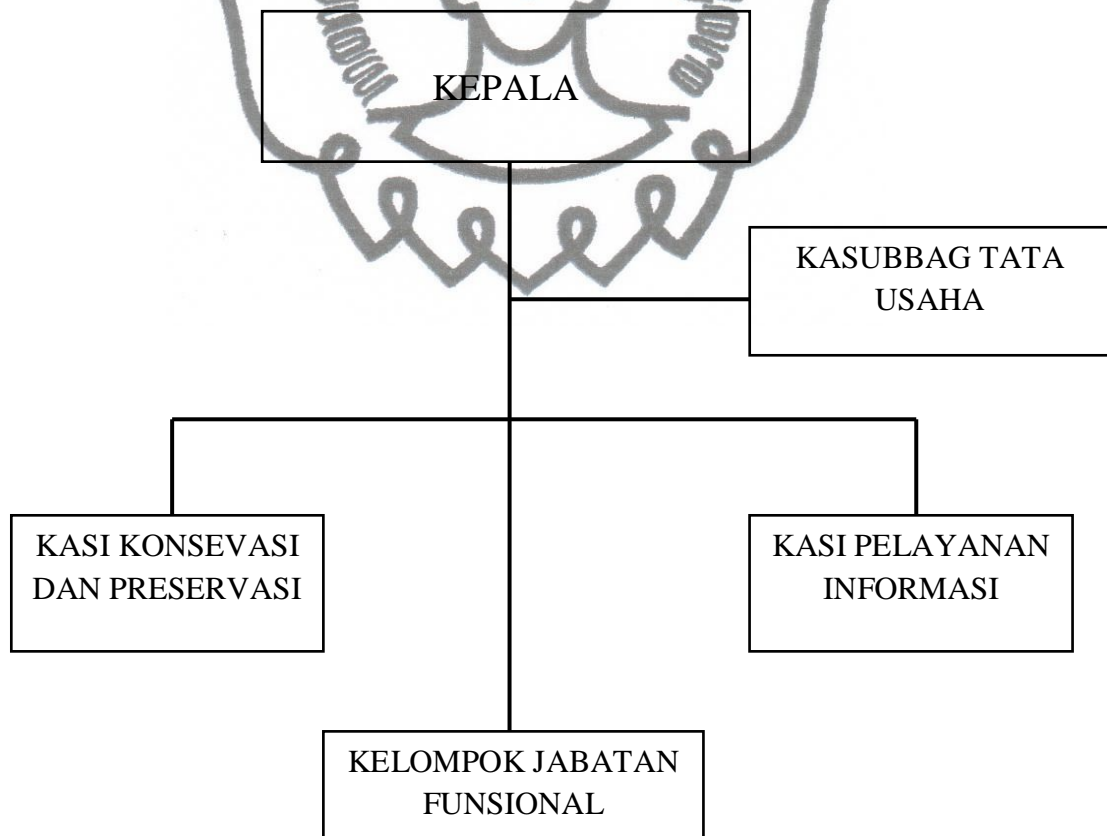 KEPALA
KASUBBAG TATA
USAHA
KASI KONSEVASI
DAN PRESERVASI
KASI PELAYANAN
INFORMASI
KELOMPOK JABATAN
FUNSIONAL